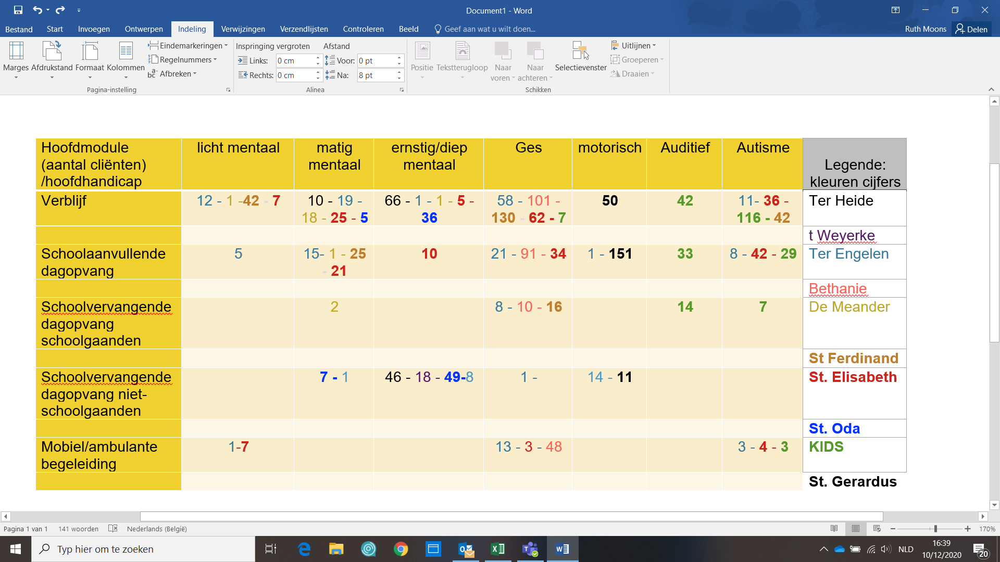 Document1 - Word
Bestand Start Invoegen Ontwerpen Indeling Verwijzingen Verzendlijsten Controleren Beeld Geef aan wat u wilt doen... Ruth Moons Delen
Marges Afdrukstand Formaat Kolommen
Eindemarkeringen
Regelnummers
Afbreken
Pagina-instelling
Inspringing vergroten Afstand
Links: 0 cm Voor: 0 pt
Rechts: 0 cm Na: 8 pt
Alinea
Positie Tekstterugloop Naar voren Naar achteren Selectievenster
Uitlijnen
Groeperen
Draaien
Schikken
Hoofdmodule (aantal cliënten) /hoofdhandicap
licht mentaal
matig mentaal
ernstig/diep mentaal
Ges
motorisch
Auditief
Autisme
Legende: kleuren cijfers
Verblijf
12 - 1 -42 - 7
10 - 19 -
18 - 25 - 5
66 - 1 - 1 - 5 -
36
58 - 101 -
130 - 62 - 7
50
42
11- 36 -
116 - 42
Ter Heide
t Weyerke
Schoolaanvullende
dagopvang
5
15- 1 - 25
- 21
10
21 - 91 - 34
1 - 151
33
8 - 42 - 29
Ter Engelen
Bethanie
Schoolvervangende
dagopvang
schoolgaanden
2
8 - 10 - 16
14
7
De Meander
St Ferdinand
Schoolvervangende
dagopvang niet-
schoolgaanden
7 - 1
46 - 18 - 49-8
1 -
14 - 11
St. Elisabeth
St. Oda
Mobiel/ambulante
begeleiding
1-7
13 - 3 - 48
3 - 4 - 3
KIDS
St. Gerardus
Pagina 1 van 1 141 woorden Nederlands (België) 170%
Typ hier om te zoeken
NLD
16:39
10/12/2020
20